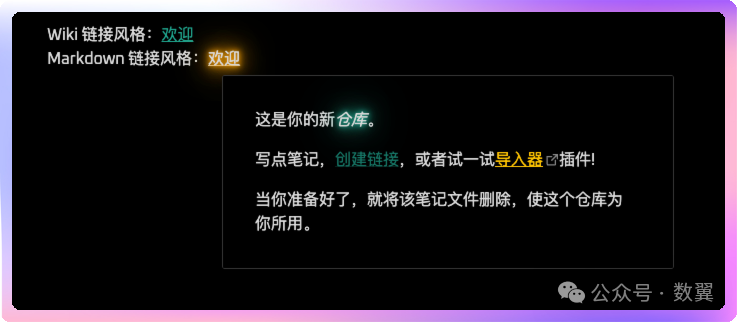 Wiki 链接风格：欢迎
Markdown 链接风格：欢迎
这是你的新仓库。
写点笔记，创建链接，或者试一试导入器插件!
当你准备好了，就将该笔记文件删除，使这个仓库为
你所用。
公众号 · 数翼